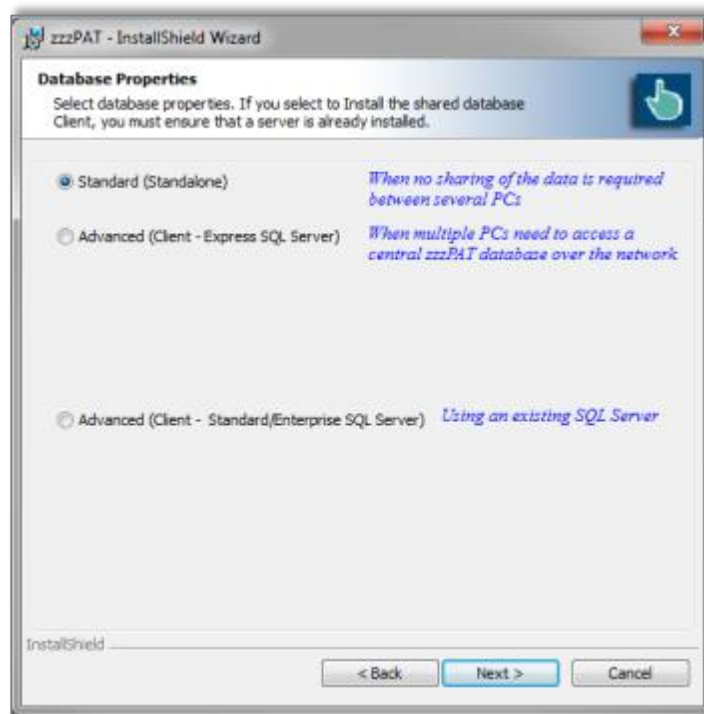 zzzPAT - InstallShield Wizard
Database Properties
Select database properties. If you select to Install the shared database
Client, you must ensure that a server is already installed.
Standard (Standalone)
When no sharing of the data is required
between several PCs
Advanced (Client - Express SQL Server)
When multiple PCs need to access a
central zzzPAT database over the network
Advanced (Client - Standard/Enterprise SQL Server)
Using an existing SQL Server
InstallShield
< Back
Next >
Cancel